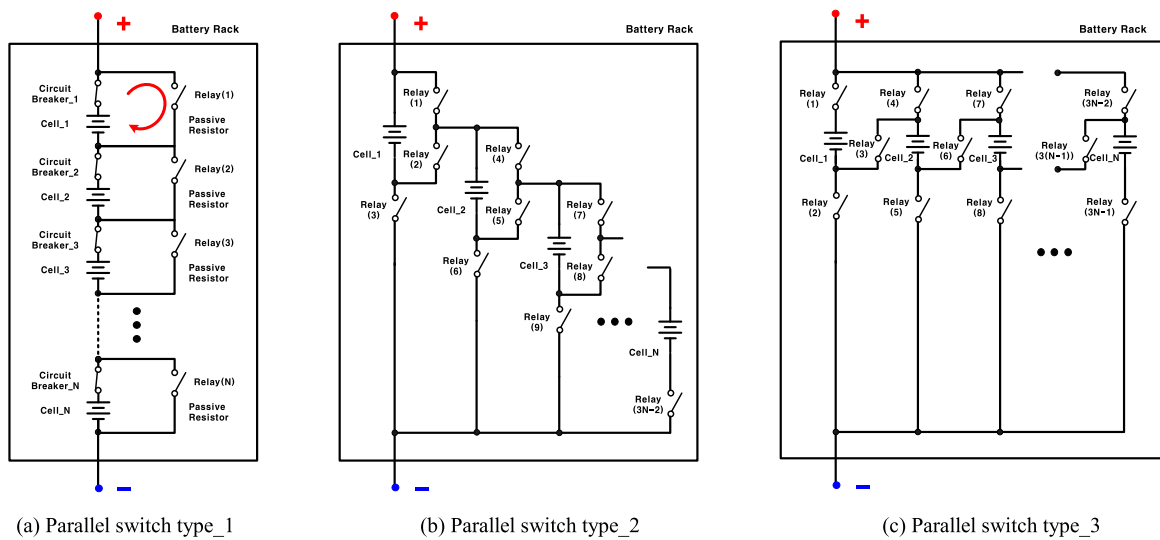 +
Battery Rack
Circuit
Breaker_1
Relay(1)
Cell_1
Passive
Resistor
Circuit
Breaker_2
Relay(2)
Cell_2
Passive
Resistor
Circuit
Breaker_3
Relay(3)
Cell_3
Passive
Resistor
Circuit
Breaker_N
Relay(N)
Cell_N
Passive
Resistor
−
(a) Parallel switch type_1
+
Battery Rack
Relay
(1)
Cell_1
Relay
(2)
Relay
(3)
Relay
(4)
Cell_2
Relay
(5)
Relay
(6)
Relay
(7)
Cell_3
Relay
(8)
Relay
(9)
Cell_N
Relay
(3N-2)
−
(b) Parallel switch type_2
+
Battery Rack
Relay
(1)
Relay
(4)
Relay
(7)
Relay
(3N-2)
Cell_1
Relay
(3)
Cell_2
Relay
(6)
Cell_3
Relay
(3(N-1))
Cell_N
Relay
(2)
Relay
(5)
Relay
(8)
Relay
(3N-1)
−
(c) Parallel switch type_3